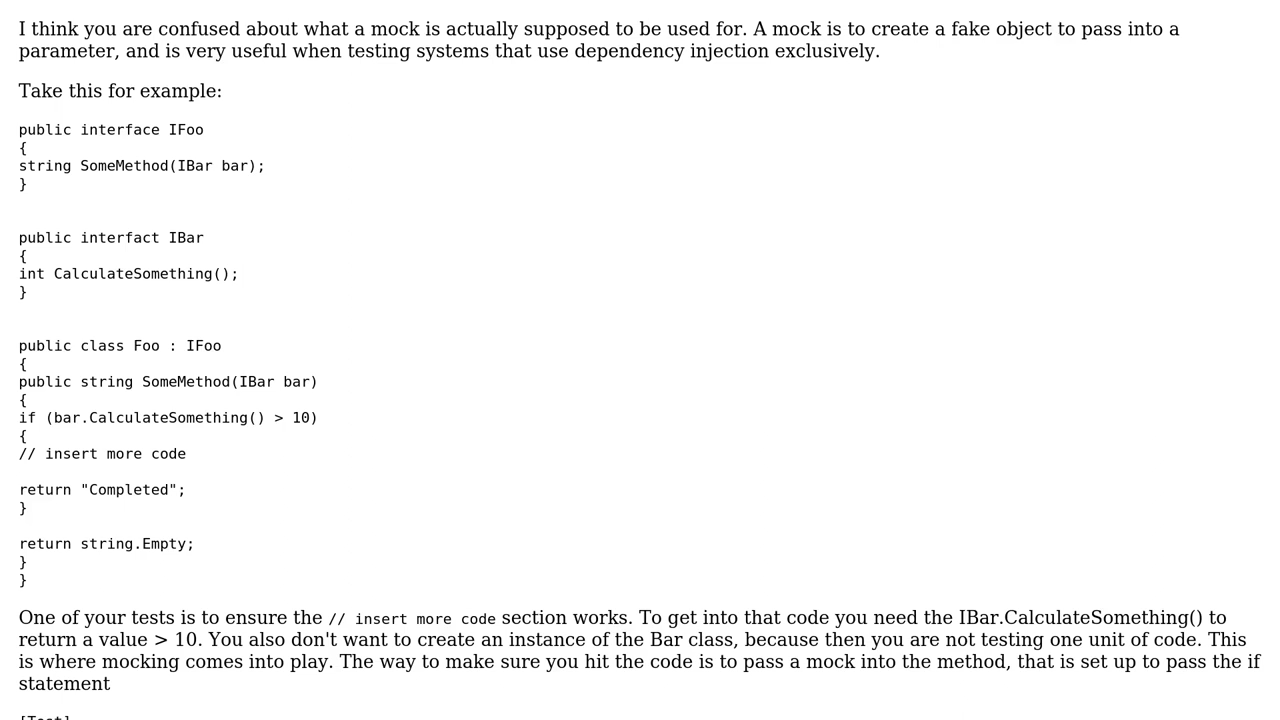 I think you are confused about what a mock is actually supposed to be used for. A mock is to create a fake object to pass into a
parameter, and is very useful when testing systems that use dependency injection exclusively.
Take this for example:
public interface IFoo
{
string SomeMethod(IBar bar);
}
public interfact IBar
{
int CalculateSomething();
}
public class Foo : IFoo
{
public string SomeMethod(IBar bar)
{
if (bar.CalculateSomething() > 10)
{
// insert more code
return "Completed";
}
return string.Empty;
}
}
One of your tests is to ensure the // insert more code section works. To get into that code you need the IBar.CalculateSomething() to
return a value > 10. You also don't want to create an instance of the Bar class, because then you are not testing one unit of code. This
is where mocking comes into play. The way to make sure you hit the code is to pass a mock into the method, that is set up to pass the if
statement
[Test]